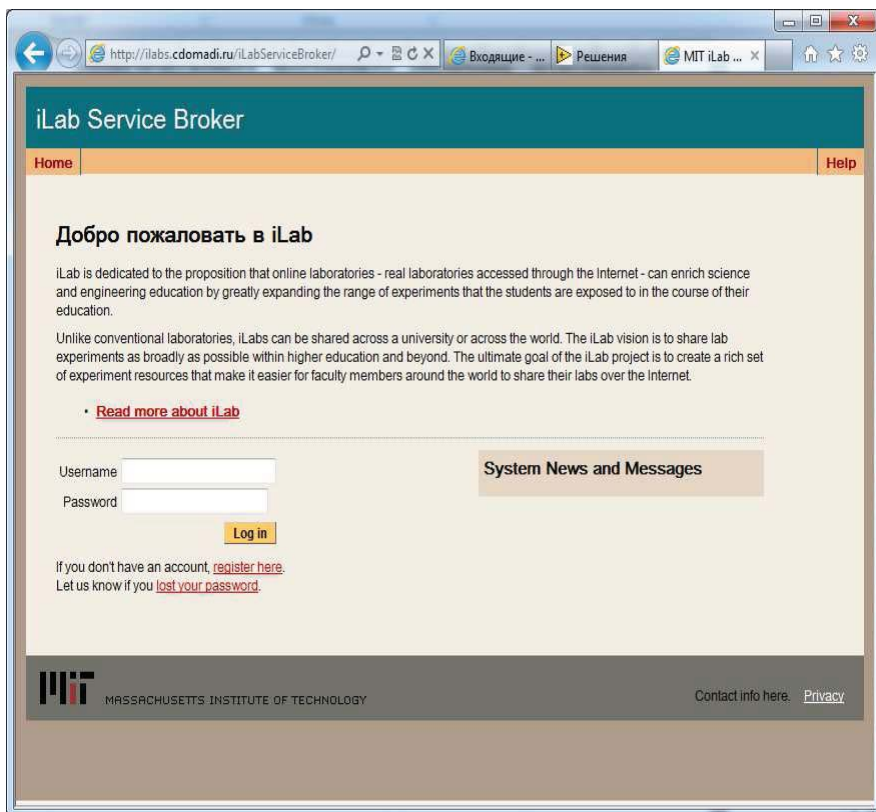 http://ilabs.cdomadi.ru/iLabServiceBroker/
Входящие - ...
Решения
MIT iLab ...
iLab Service Broker
Home
Help
Добро пожаловать в iLab
iLab is dedicated to the proposition that online laboratories - real laboratories accessed through the Internet - can enrich science
and engineering education by greatly expanding the range of experiments that the students are exposed to in the course of their
education.
Unlike conventional laboratories, iLabs can be shared across a university or across the world. The iLab vision is to share lab
experiments as broadly as possible within higher education and beyond. The ultimate goal of the iLab project is to create a rich set
of experiment resources that make it easier for faculty members around the world to share their labs over the Internet.
• Read more about iLab
Username
System News and Messages
Password
Log in
If you don't have an account, register here.
Let us know if you lost your password.
MIT MASSACHUSETTS INSTITUTE OF TECHNOLOGY
Contact info here. Privacy